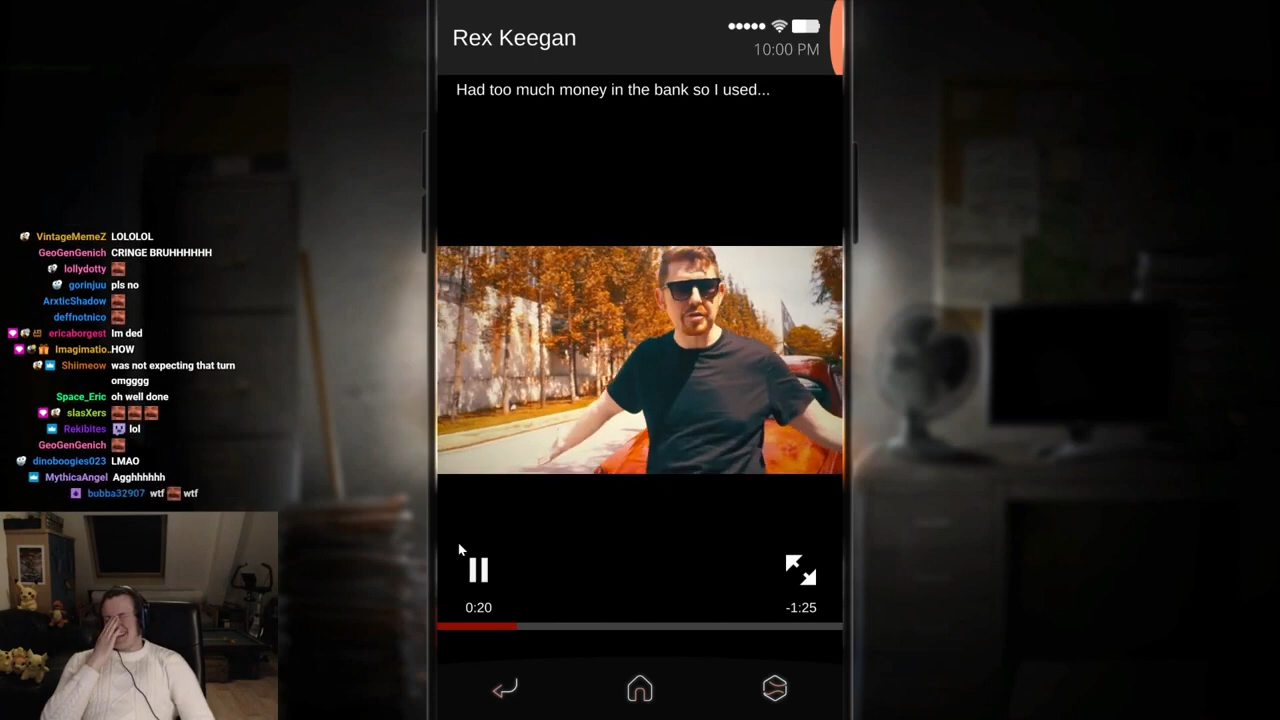 Rex Keegan
10:00 PM
Had too much money in the bank so I used...
VintageMemeZ LOLOLOL
GeoGenGenich CRINGE BRUHHHHHH
lollydotty
gorinjuu pls no
ArxticShadow
deffnotnico
ericaborgest Im ded
Imagimatio.. HOW
Shiimeow was not expecting that turn
omgggg
Space_Eric oh well done
slasXers
Rekibites lol
GeoGenGenich
dinoboogies023 LMAO
MythicaAngel Agghhhhhh
bubba32907 wtf wtf
0:20
-1:25